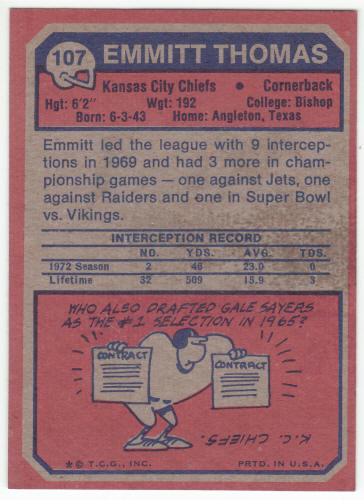 107 EMMITT THOMAS
Kansas City Chiefs • Cornerback
Hgt: 6'2" Wgt: 192 College: Bishop
Born: 6-3-43 Home: Angleton, Texas
Emmitt led the league with 9 intercep-
tions in 1969 and had 3 more in cham-
pionship games — one against Jets, one
against Raiders and one in Super Bowl
vs. Vikings.
INTERCEPTION RECORD
NO. YDS. AVG. TDS.
1972 Season 2 46 23.0 0
Lifetime 32 509 15.9 3
WHO ALSO DRAFTED GALE SAYERS
AS THE #1 SELECTION IN 1965?
CONTRACT
CONTRACT
K.C. CHIEFS.
* © T.C.G., INC. PRTD. IN U.S.A.